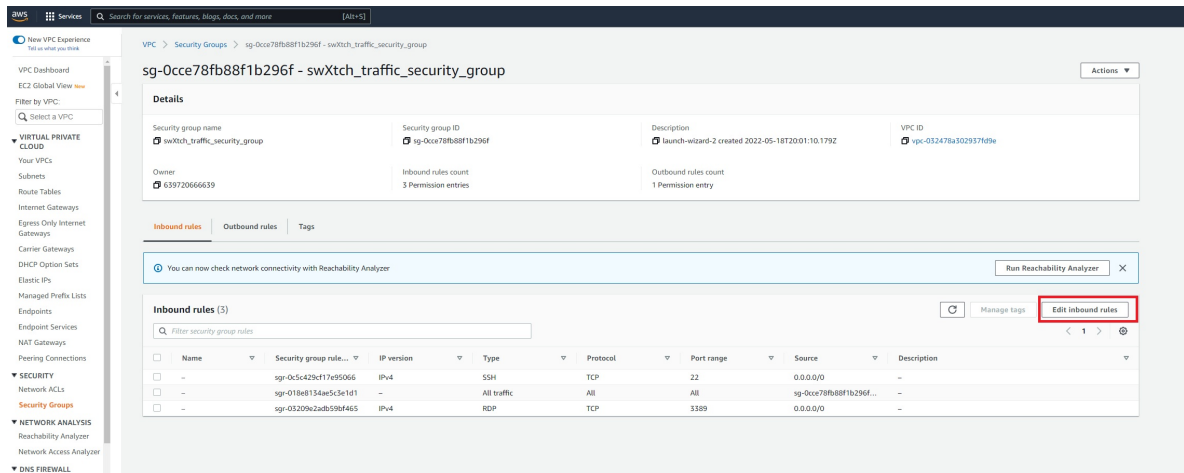 aws Services Search for services, features, blogs, docs, and more [Alt+S]
New VPC Experience
Tell us what you think
VPC Dashboard
EC2 Global View New
Filter by VPC:
Select a VPC
VIRTUAL PRIVATE
CLOUD
Your VPCs
Subnets
Route Tables
Internet Gateways
Egress Only Internet
Gateways
Carrier Gateways
DHCP Option Sets
Elastic IPs
Managed Prefix Lists
Endpoints
Endpoint Services
NAT Gateways
Peering Connections
SECURITY
Network ACLs
Security Groups
NETWORK ANALYSIS
Reachability Analyzer
Network Access Analyzer
DNS FIREWALL
VPC > Security Groups > sg-0cce78fb88f1b296f - swXtch_traffic_security_group
sg-0cce78fb88f1b296f - swXtch_traffic_security_group Actions
Details
Security group name Security group ID Description VPC ID
swXtch_traffic_security_group sg-0cce78fb88f1b296f launch-wizard-2 created 2022-05-18T20:01:10.179Z vpc-032478a302937fd9e
Owner Inbound rules count Outbound rules count
639720666639 3 Permission entries 1 Permission entry
Inbound rules Outbound rules Tags
You can now check network connectivity with Reachability Analyzer Run Reachability Analyzer
Inbound rules (3) Manage tags Edit inbound rules
Filter security group rules < 1 >
Name Security group rule... IP version Type Protocol Port range Source Description
– sgr-0c5c429cf17e95066 IPv4 SSH TCP 22 0.0.0.0/0 –
– sgr-018e8134ae5c3e1d1 – All traffic All All sg-0cce78fb88f1b296f... –
– sgr-03209e2adb59bf465 IPv4 RDP TCP 3389 0.0.0.0/0 –